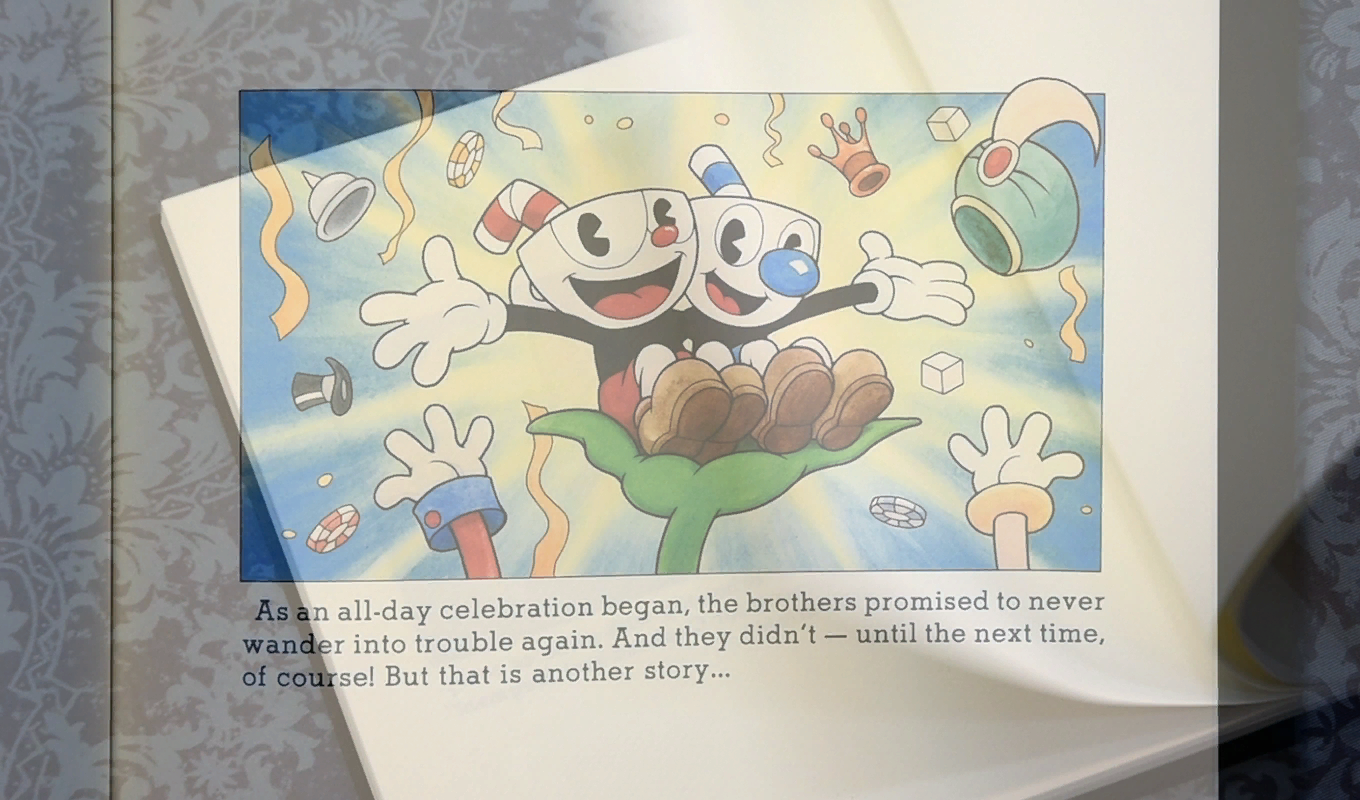 As an all-day celebration began, the brothers promised to never
wander into trouble again. And they didn't — until the next time,
of course! But that is another story...